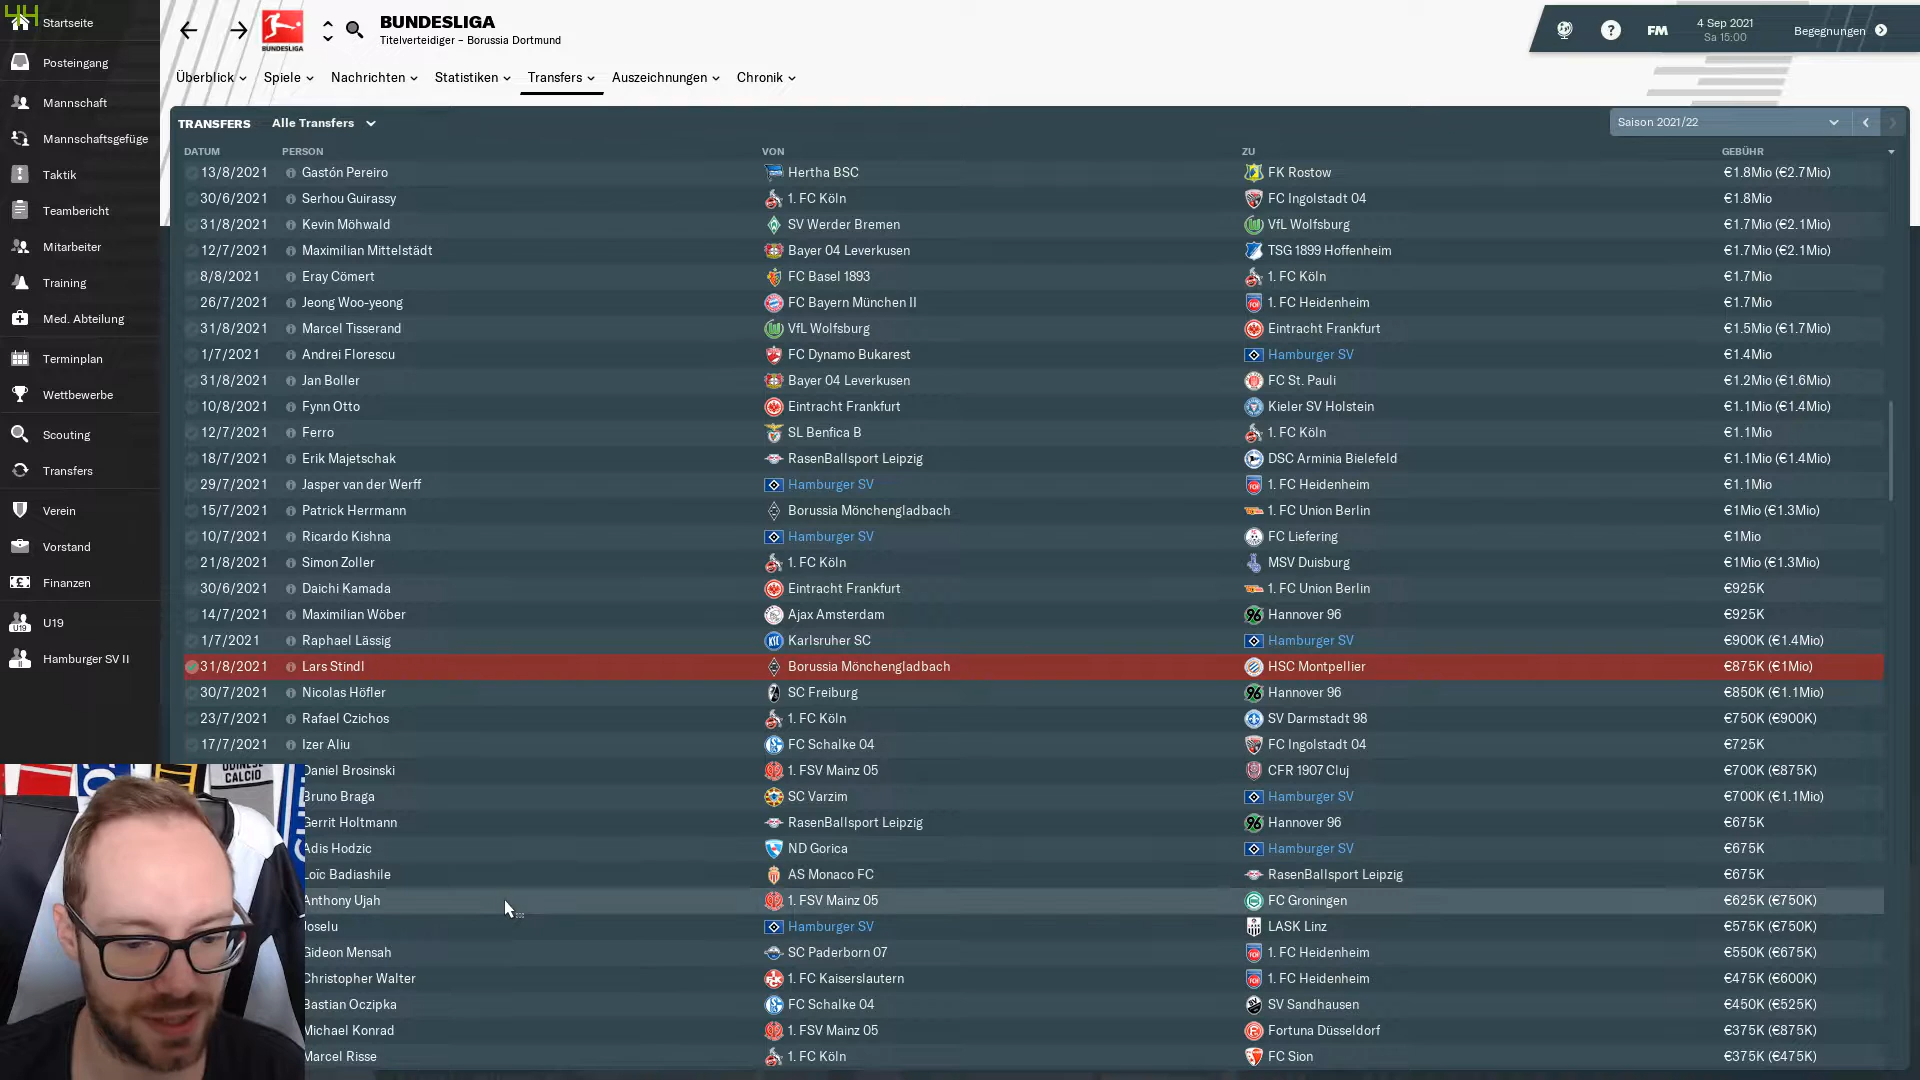 44
Startseite
Posteingang
Mannschaft
Mannschaftsgefüge
Taktik
Teambericht
Mitarbeiter
Training
Med. Abteilung
Terminplan
Wettbewerbe
Scouting
Transfers
Verein
Vorstand
Finanzen
U19
Hamburger SV II
BUNDESLIGA
BUNDESLIGA
Titelverteidiger – Borussia Dortmund
FM
4 Sep 2021
Sa 15:00
Begegnungen
Überblick Spiele Nachrichten Statistiken Transfers Auszeichnungen Chronik
TRANSFERS Alle Transfers Saison 2021/22
DATUM PERSON VON ZU GEBÜHR
13/8/2021 Gastón Pereiro Hertha BSC FK Rostow €1.8Mio (€2.7Mio)
30/6/2021 Serhou Guirassy 1. FC Köln FC Ingolstadt 04 €1.8Mio
31/8/2021 Kevin Möhwald SV Werder Bremen VfL Wolfsburg €1.7Mio (€2.1Mio)
12/7/2021 Maximilian Mittelstädt Bayer 04 Leverkusen TSG 1899 Hoffenheim €1.7Mio (€2.1Mio)
8/8/2021 Eray Cömert FC Basel 1893 1. FC Köln €1.7Mio
26/7/2021 Jeong Woo-yeong FC Bayern München II 1. FC Heidenheim €1.7Mio
31/8/2021 Marcel Tisserand VfL Wolfsburg Eintracht Frankfurt €1.5Mio (€1.7Mio)
1/7/2021 Andrei Florescu FC Dynamo Bukarest Hamburger SV €1.4Mio
31/8/2021 Jan Boller Bayer 04 Leverkusen FC St. Pauli €1.2Mio (€1.6Mio)
10/8/2021 Fynn Otto Eintracht Frankfurt Kieler SV Holstein €1.1Mio (€1.4Mio)
12/7/2021 Ferro SL Benfica B 1. FC Köln €1.1Mio
18/7/2021 Erik Majetschak RasenBallsport Leipzig DSC Arminia Bielefeld €1.1Mio (€1.4Mio)
29/7/2021 Jasper van der Werff Hamburger SV 1. FC Heidenheim €1.1Mio
15/7/2021 Patrick Herrmann Borussia Mönchengladbach 1. FC Union Berlin €1Mio (€1.3Mio)
10/7/2021 Ricardo Kishna Hamburger SV FC Liefering €1Mio
21/8/2021 Simon Zoller 1. FC Köln MSV Duisburg €1Mio (€1.3Mio)
30/6/2021 Daichi Kamada Eintracht Frankfurt 1. FC Union Berlin €925K
14/7/2021 Maximilian Wöber Ajax Amsterdam Hannover 96 €925K
1/7/2021 Raphael Lässig Karlsruher SC Hamburger SV €900K (€1.4Mio)
31/8/2021 Lars Stindl Borussia Mönchengladbach HSC Montpellier €875K (€1Mio)
30/7/2021 Nicolas Höfler SC Freiburg Hannover 96 €850K (€1.1Mio)
23/7/2021 Rafael Czichos 1. FC Köln SV Darmstadt 98 €750K (€900K)
17/7/2021 Izer Aliu FC Schalke 04 FC Ingolstadt 04 €725K
Daniel Brosinski 1. FSV Mainz 05 CFR 1907 Cluj €700K (€875K)
Bruno Braga SC Varzim Hamburger SV €700K (€1.1Mio)
Gerrit Holtmann RasenBallsport Leipzig Hannover 96 €675K
Adis Hodzic ND Gorica Hamburger SV €675K
Loïc Badiashile AS Monaco FC RasenBallsport Leipzig €675K
Anthony Ujah 1. FSV Mainz 05 FC Groningen €625K (€750K)
Joselu Hamburger SV LASK Linz €575K (€750K)
Gideon Mensah SC Paderborn 07 1. FC Heidenheim €550K (€675K)
Christopher Walter 1. FC Kaiserslautern 1. FC Heidenheim €475K (€600K)
Bastian Oczipka FC Schalke 04 SV Sandhausen €450K (€525K)
Michael Konrad 1. FSV Mainz 05 Fortuna Düsseldorf €375K (€875K)
Marcel Risse 1. FC Köln FC Sion €375K (€475K)
UDINESE
CALCIO